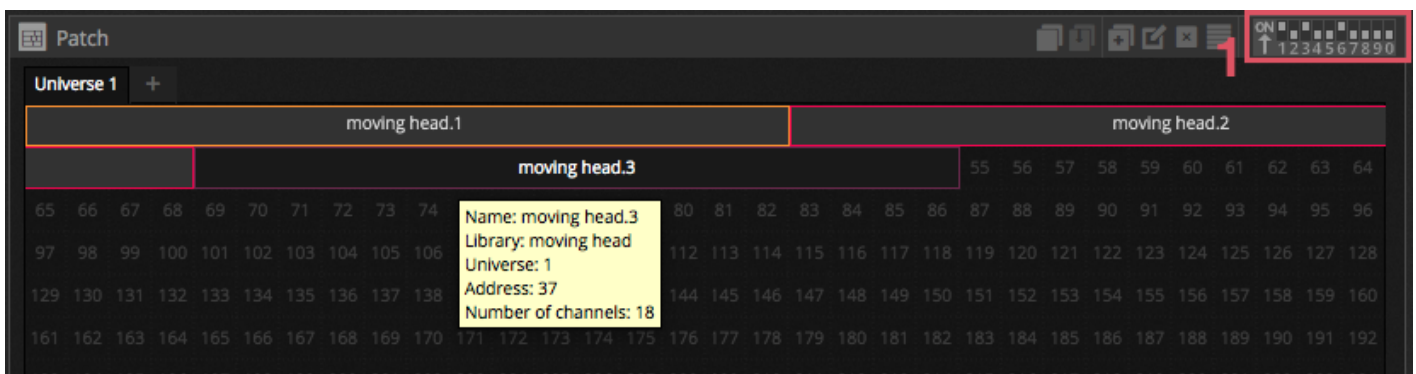 Patch
ON
1
1234567890
Universe 1 +
moving head.1 moving head.2
moving head.3 55 56 57 58 59 60 61 62 63 64
65 66 67 68 69 70 71 72 73 74 80 81 82 83 84 85 86 87 88 89 90 91 92 93 94 95 96
Name: moving head.3
Library: moving head
Universe: 1
Address: 37
Number of channels: 18
97 98 99 100 101 102 103 104 105 106 112 113 114 115 116 117 118 119 120 121 122 123 124 125 126 127 128
129 130 131 132 133 134 135 136 137 138 144 145 146 147 148 149 150 151 152 153 154 155 156 157 158 159 160
161 162 163 164 165 166 167 168 169 170 171 172 173 174 175 176 177 178 179 180 181 182 183 184 185 186 187 188 189 190 191 192